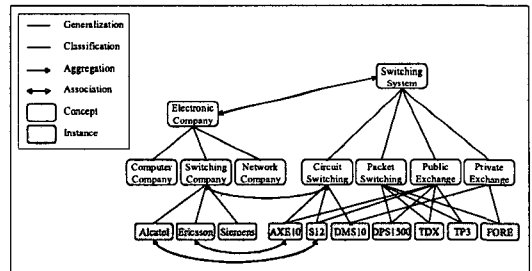 Generalization
Classification
Aggregation
Association
Concept
Instance
Switching
System
Electronic
Company
Computer
Company
Switching
Company
Network
Company
Circuit
Switching
Packet
Switching
Public
Exchange
Private
Exchange
Alcatel
Ericsson
Siemens
AXE10
S12
DMS10
DPS1500
TDX
TP3
FORE